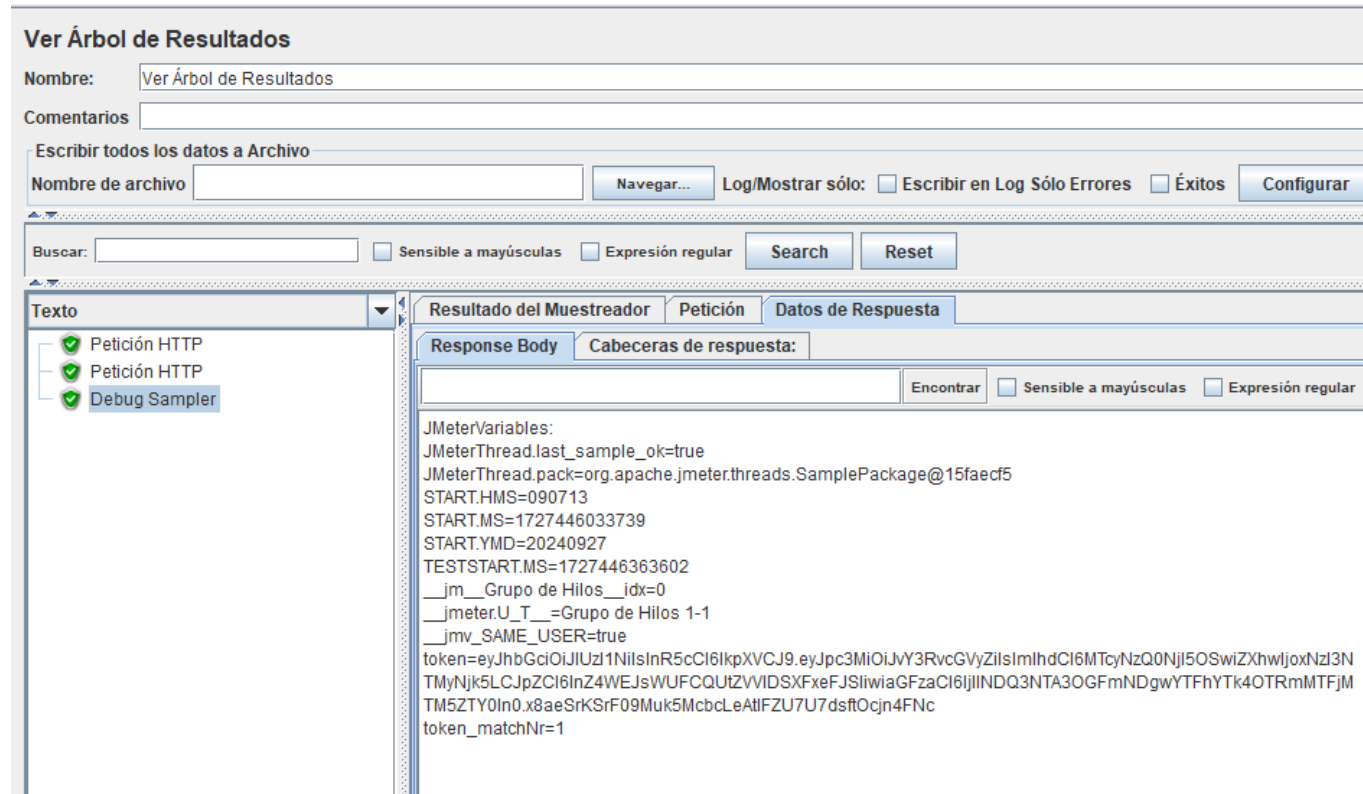 Ver Árbol de Resultados
Nombre: Ver Árbol de Resultados
Comentarios
Escribir todos los datos a Archivo
Nombre de archivo Navegar... Log/Mostrar sólo: Escribir en Log Sólo Errores Éxitos Configurar
Buscar: Sensible a mayúsculas Expresión regular Search Reset
Texto
Petición HTTP
Petición HTTP
Debug Sampler
Resultado del Muestreador Petición Datos de Respuesta
Response Body Cabeceras de respuesta:
Encontrar Sensible a mayúsculas Expresión regular
JMeterVariables:
JMeterThread.last_sample_ok=true
JMeterThread.pack=org.apache.jmeter.threads.SamplePackage@15faecf5
START.HMS=090713
START.MS=1727446033739
START.YMD=20240927
TESTSTART.MS=1727446363602
__jm__Grupo de Hilos__idx=0
__jmeter.U_T__=Grupo de Hilos 1-1
__jmv_SAME_USER=true
token=eyJhbGciOiJIUzI1NiIsInR5cCI6IkpXVCJ9.eyJpc3MiOiJvY3RvcGVyZiIsImlhdCI6MTcyNzQ0NjI5OSwiZXhwIjoxNzI3N
TMyNjk5LCJpZCI6InZ4WEJsWUFCQUtZVVlDSXFxeFJSIiwiaGFzaCI6IjllNDQ3NTA3OGFmNDgwYTFhYTk4OTRmMTFjM
TM5ZTY0In0.x8aeSrKSrF09Muk5McbcLeAtlFZU7U7dsftOcjn4FNc
token_matchNr=1